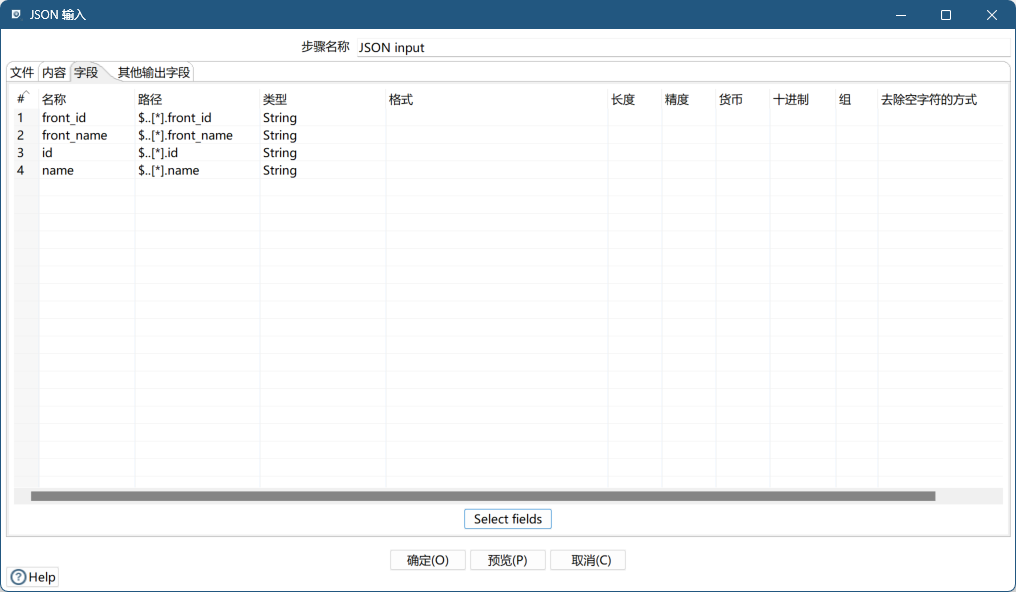 JSON 输入
步骤名称 JSON input
文件 内容 字段 其他输出字段
# 名称 路径 类型 格式 长度 精度 货币 十进制 组 去除空字符的方式
1 front_id $..[*].front_id String
2 front_name $..[*].front_name String
3 id $..[*].id String
4 name $..[*].name String
Select fields
确定(O) 预览(P) 取消(C)
? Help